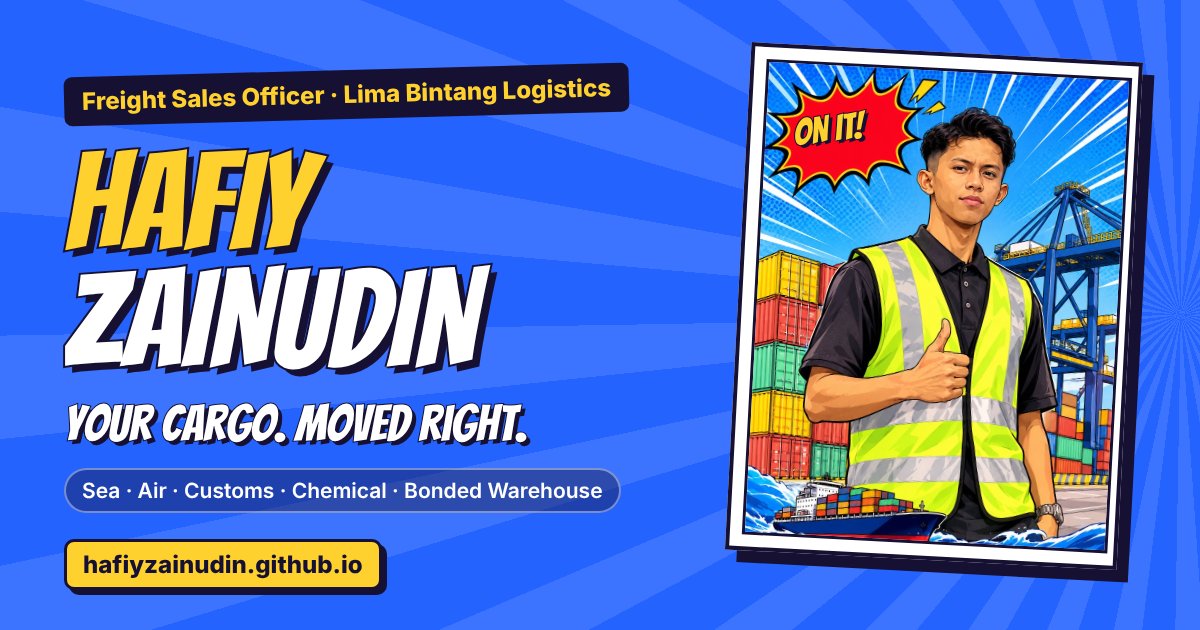 Freight Sales Officer · Lima Bintang Logistics
HAFIY
ZAINUDIN
YOUR CARGO. MOVED RIGHT.
Sea · Air · Customs · Chemical · Bonded Warehouse
hafiyzainudin.github.io
ON IT!